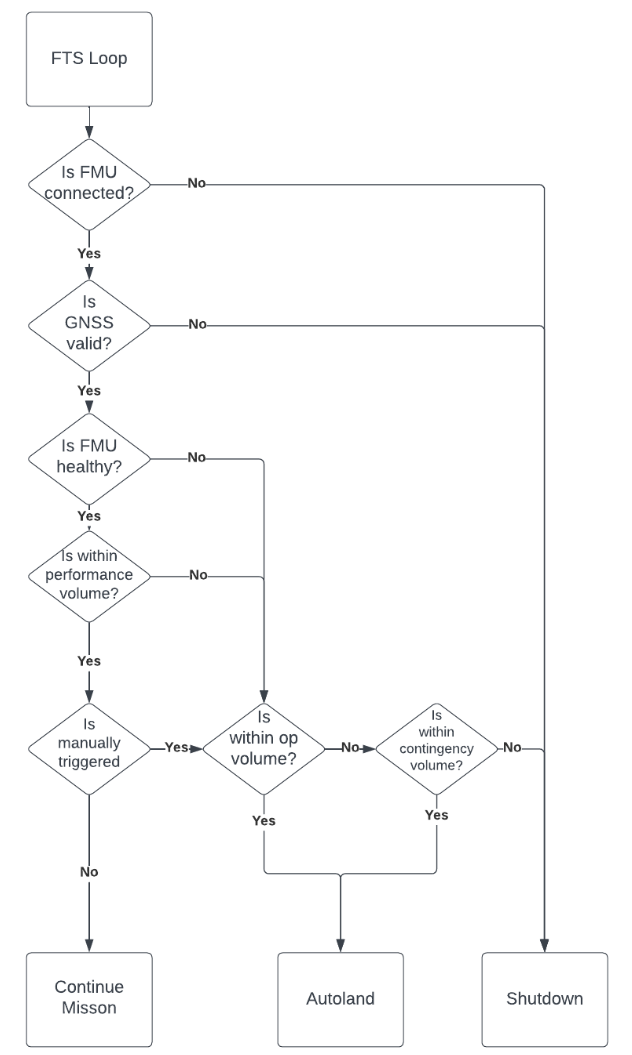 FTS Loop
Is FMU
connected?
No
Yes
Is
GNSS
valid?
No
Yes
Is FMU
healthy?
No
Yes
Is within
performance
volume?
No
Yes
Is
manually
triggered
Yes
Is
within op
volume?
No
Is
within
contingency
volume?
No
Yes
Yes
No
Continue
Misson
Autoland
Shutdown